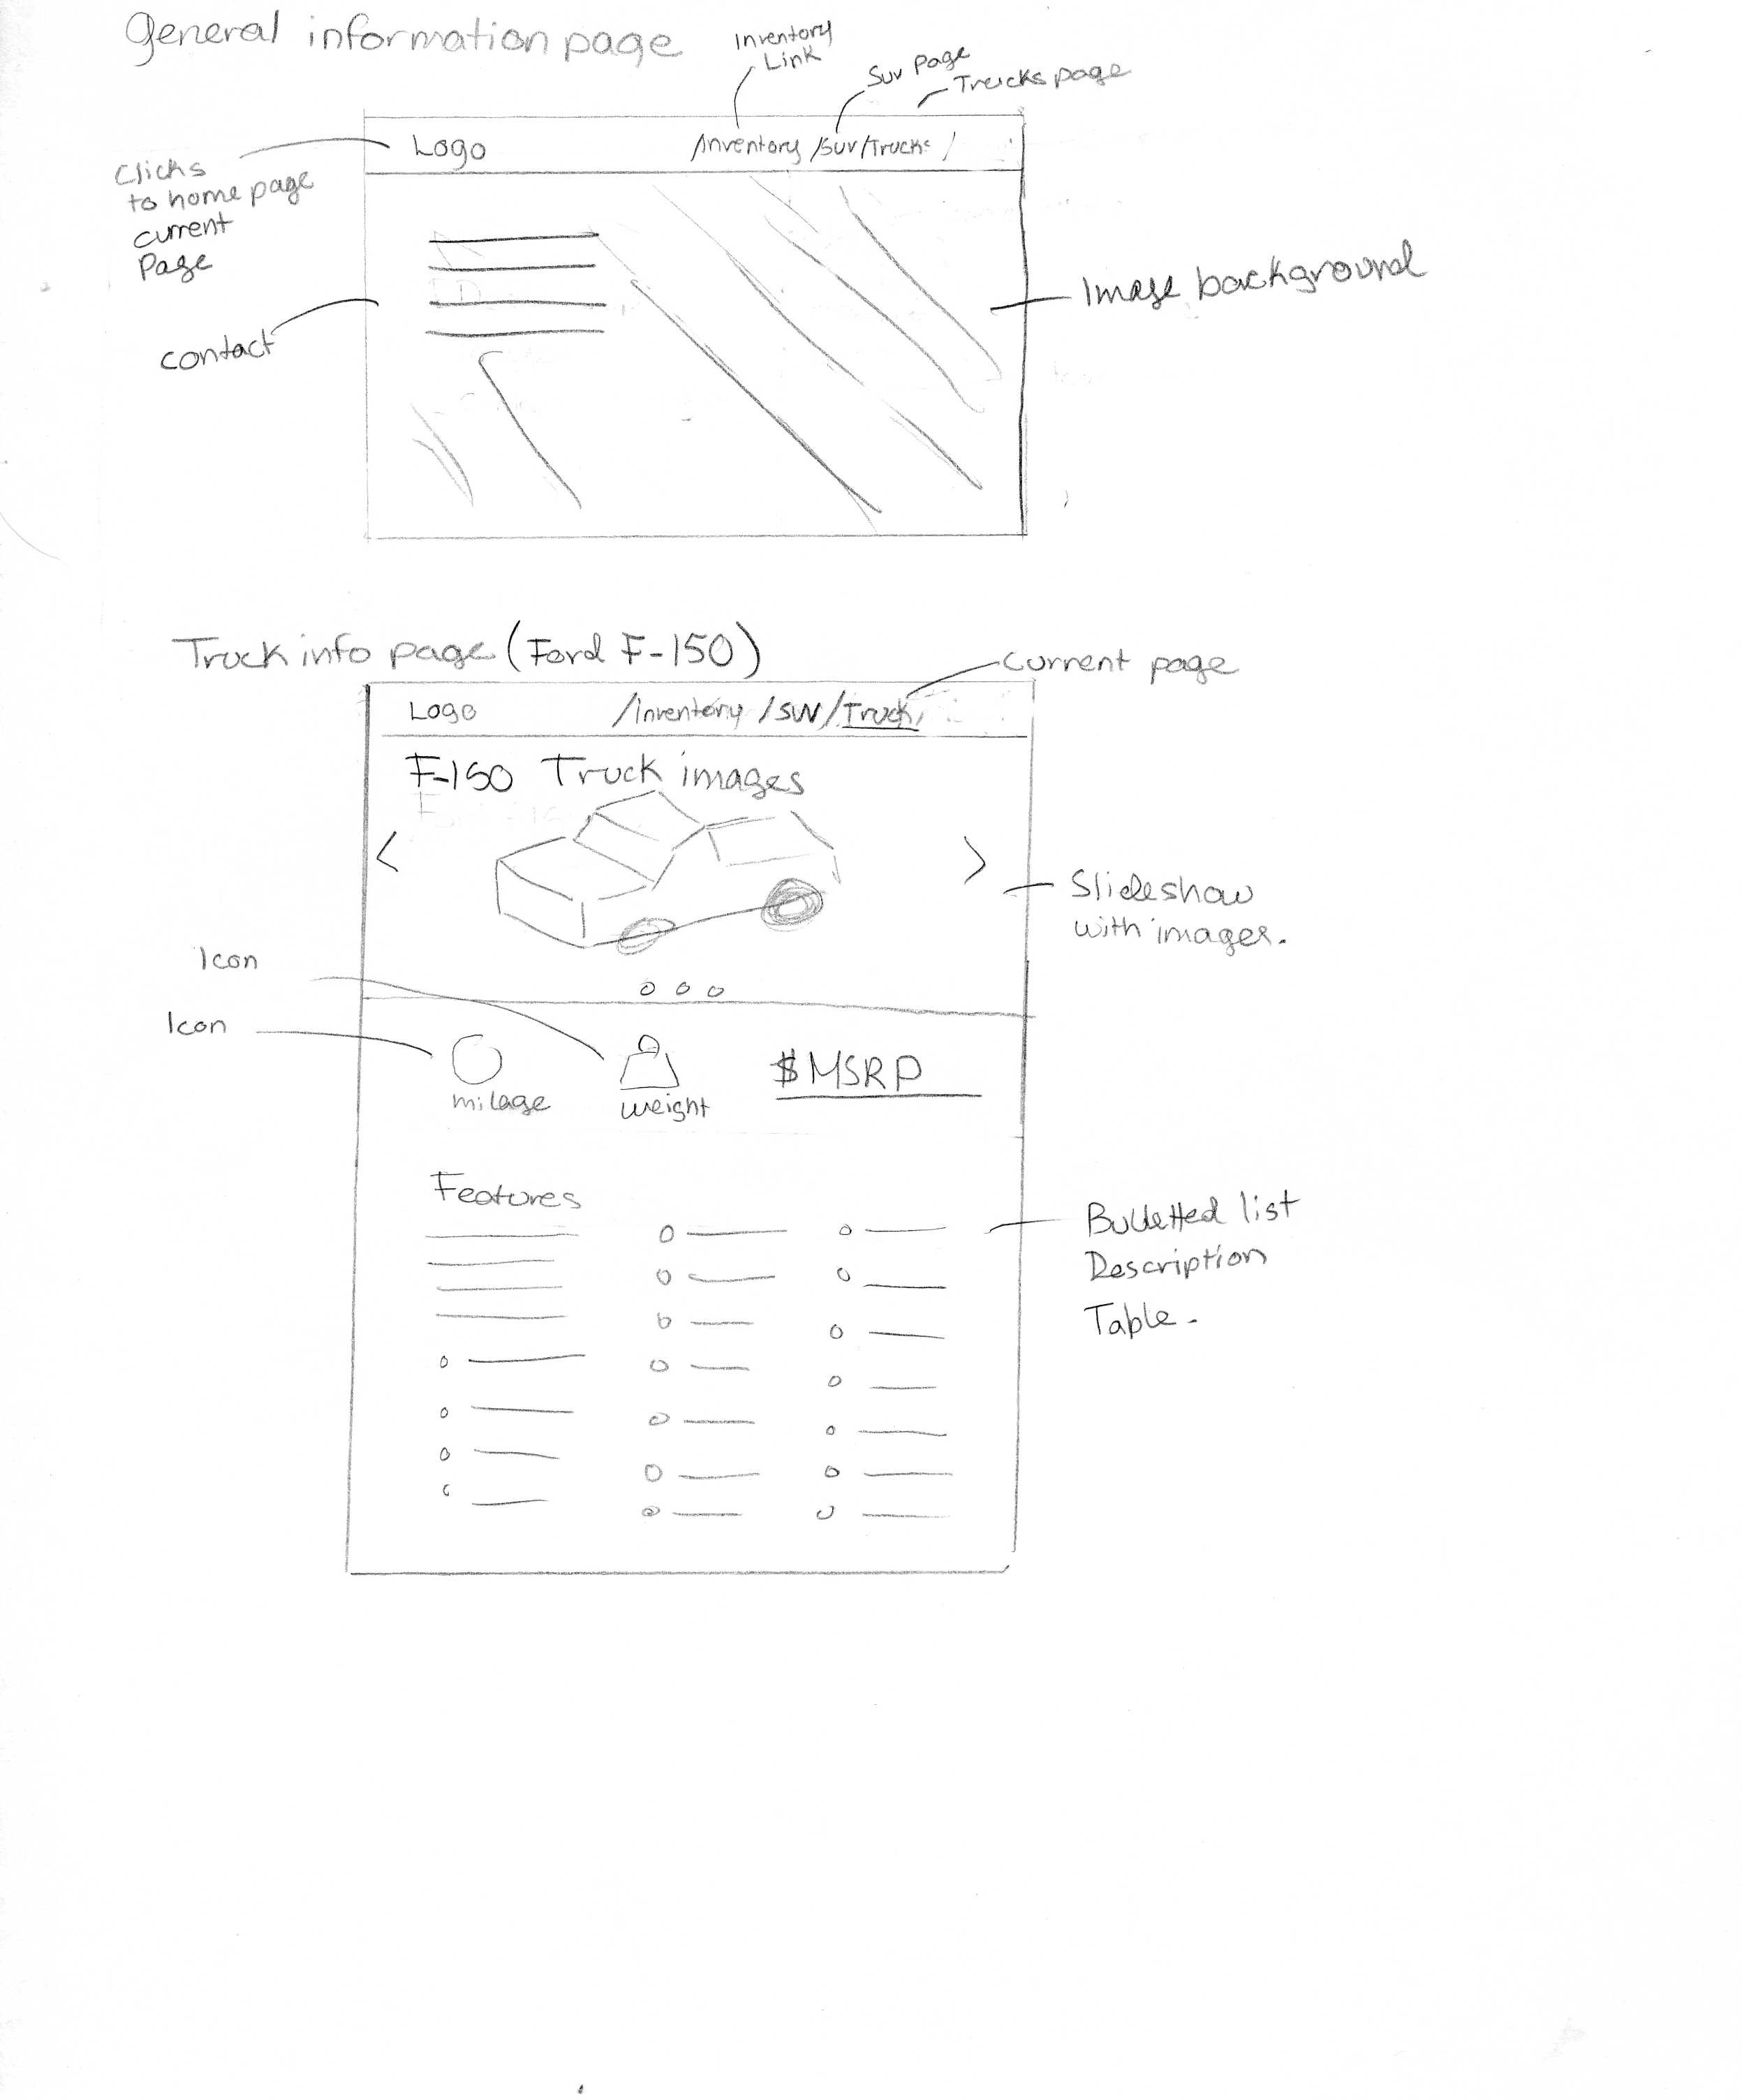 General information page
Inventory
Link
Suv Page
Trucks page
Logo
/Inventory /Suv/Trucks /
Clicks
to home page
current
Page
Image background
contact
Truck info page (Ford F-150)
current page
Logo
/inventory /SUV/Truck/
F-150 Truck images
< >
Slideshow
with images.
Icon
Icon
milage
weight
$MSRP
Features
Bulletted list
Description
Table.